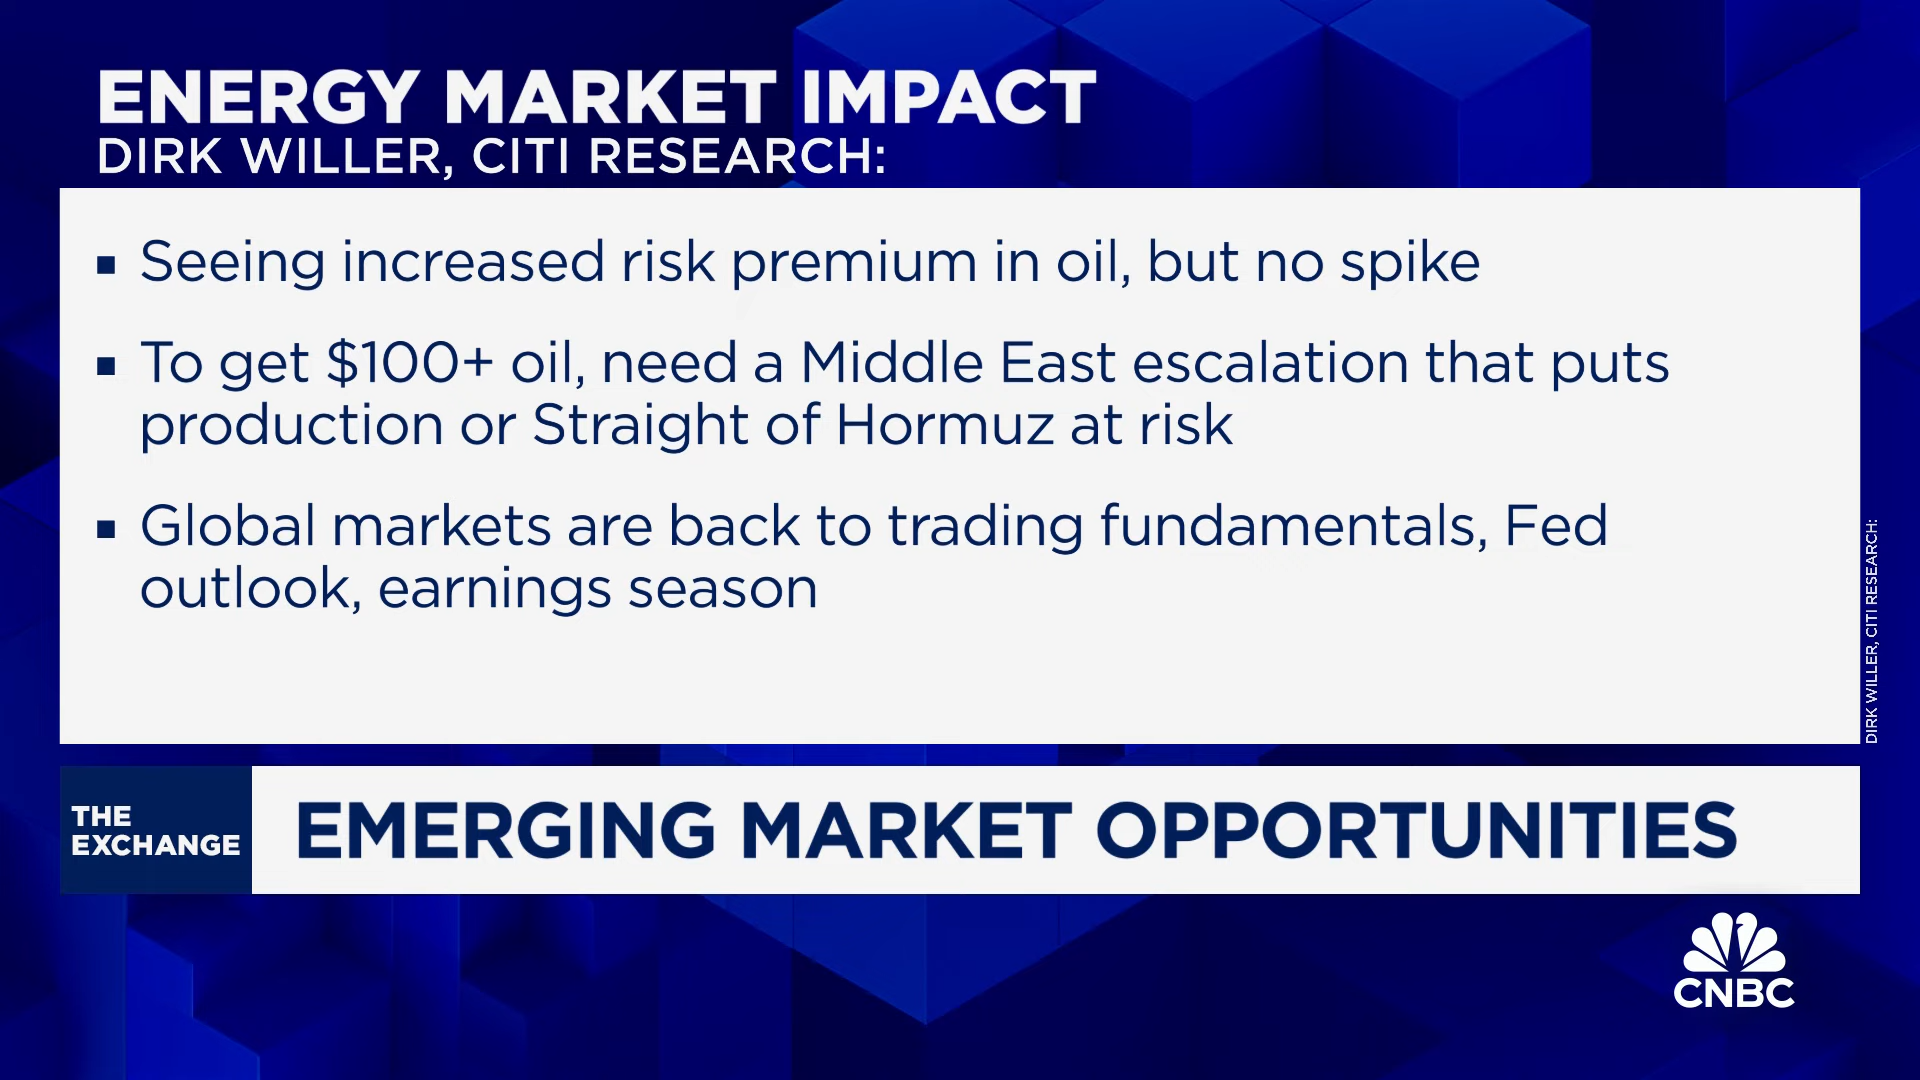 ENERGY MARKET IMPACT
DIRK WILLER, CITI RESEARCH:
▪ Seeing increased risk premium in oil, but no spike
▪ To get $100+ oil, need a Middle East escalation that puts
production or Straight of Hormuz at risk
▪ Global markets are back to trading fundamentals, Fed
outlook, earnings season
DIRK WILLER, CITI RESEARCH:
THE
EXCHANGE
EMERGING MARKET OPPORTUNITIES
CNBC